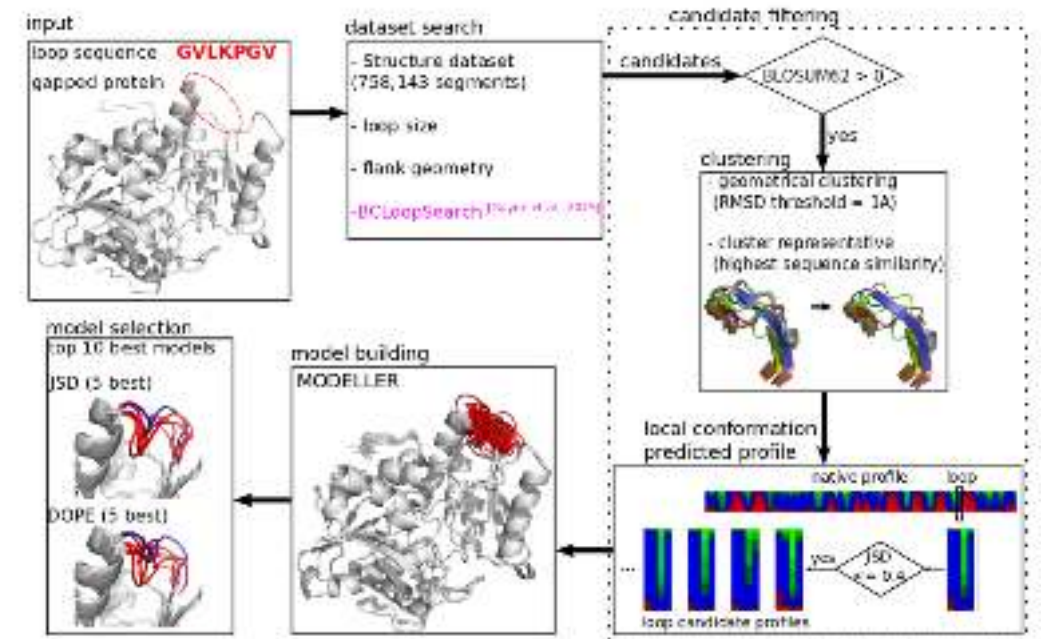 input
loop sequence GVLKPGV
gapped protein
dataset search
- Structure dataset
(758,143 segments)
- loop size
- flank geometry
-BCLoopSearch
candidate filtering
candidates
BLOSUM62 > 0
yes
clustering
- geometrical clustering
(RMSD threshold = 1A)
- cluster representative
(highest sequence similarity)
local conformation
predicted profile
native profile
loop
yes
JSD
< 0.4
...
loop candidate profiles
model building
MODELLER
model selection
top 10 best models
JSD (5 best)
DOPE (5 best)